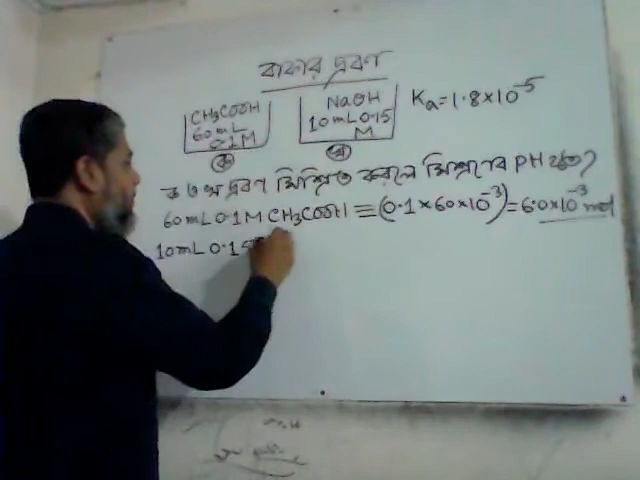 বাফার দ্রবণ
CH₃COOH
60mL
0.1M
ক
NaOH
10mL 0.15
M
খ
Ka=1.8×10⁻⁵
ক ও খ দ্রবণ মিশ্রিত করলে মিশ্রণের PH কত?
60mL 0.1M CH₃COOH ≡ (0.1×60×10⁻³) = 6.0×10⁻³ mol
10mL 0.15